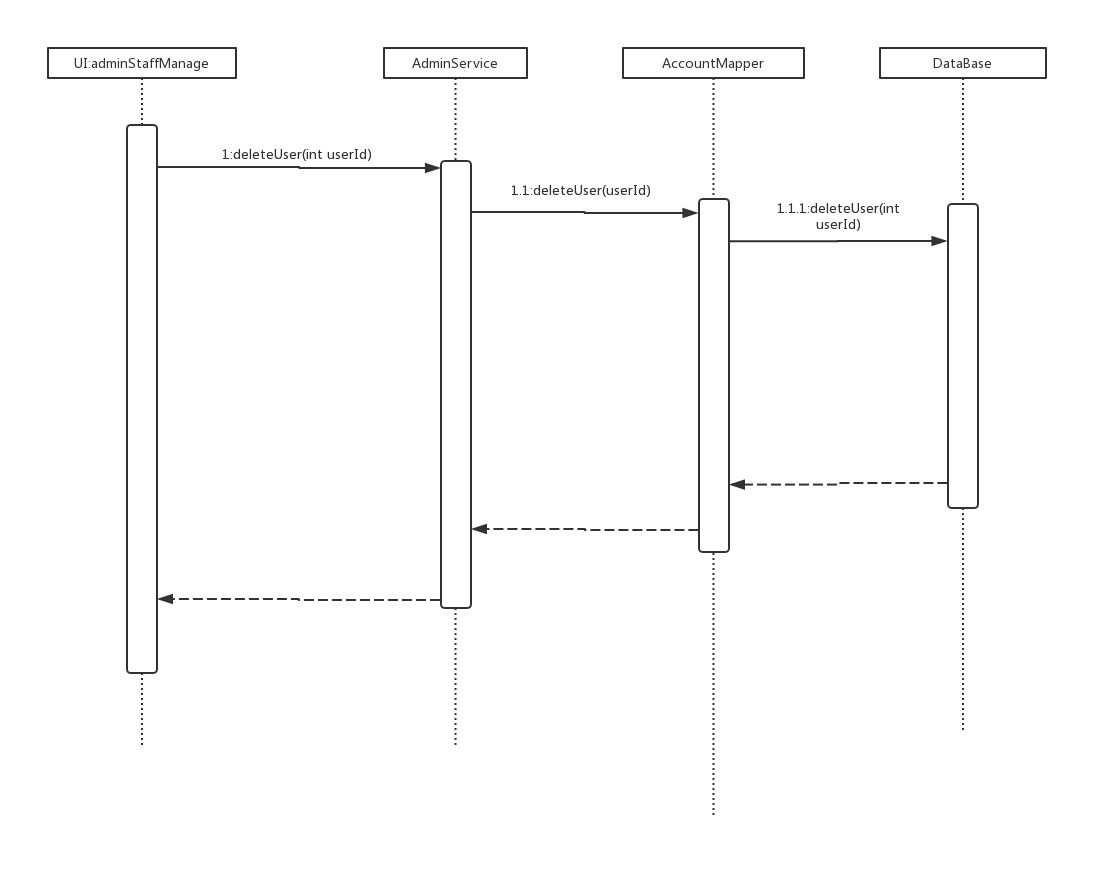 UI:adminStaffManage
AdminService
AccountMapper
DataBase
1:deleteUser(int userId)
1.1:deleteUser(userId)
1.1.1:deleteUser(int
userId)